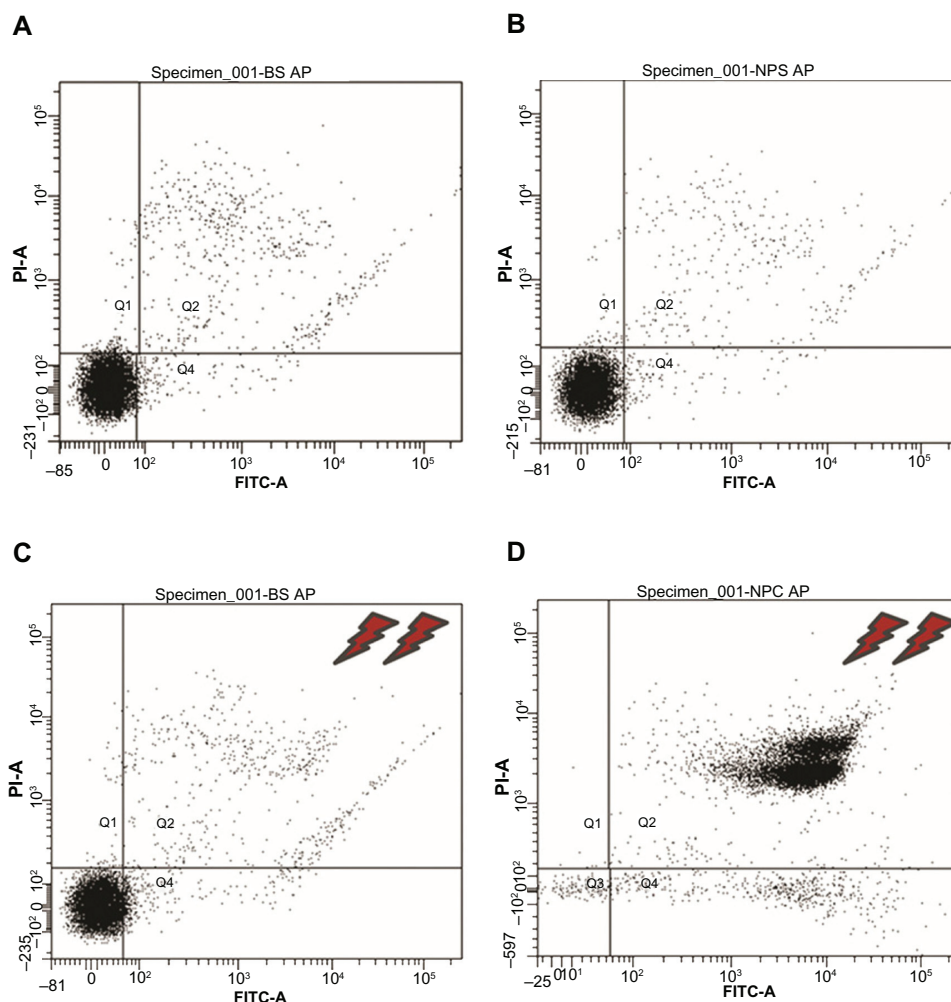 A
Specimen_001-BS AP
PI-A
10⁵
10⁴
10³
10²
0
−10²
−231
Q1
Q2
Q4
−85
0
10²
10³
10⁴
10⁵
FITC-A
B
Specimen_001-NPS AP
PI-A
10⁵
10⁴
10³
10²
0
−10²
−215
Q1
Q2
Q4
−81
0
10²
10³
10⁴
10⁵
FITC-A
C
Specimen_001-BS AP
PI-A
10⁵
10⁴
10³
10²
0
−10²
−235
Q1
Q2
Q4
−81
0
10²
10³
10⁴
10⁵
FITC-A
D
Specimen_001-NPC AP
PI-A
10⁵
10⁴
10³
10²
0
−10²
−597
Q1
Q2
Q3
Q4
−25
0
10¹
10²
10³
10⁴
10⁵
FITC-A